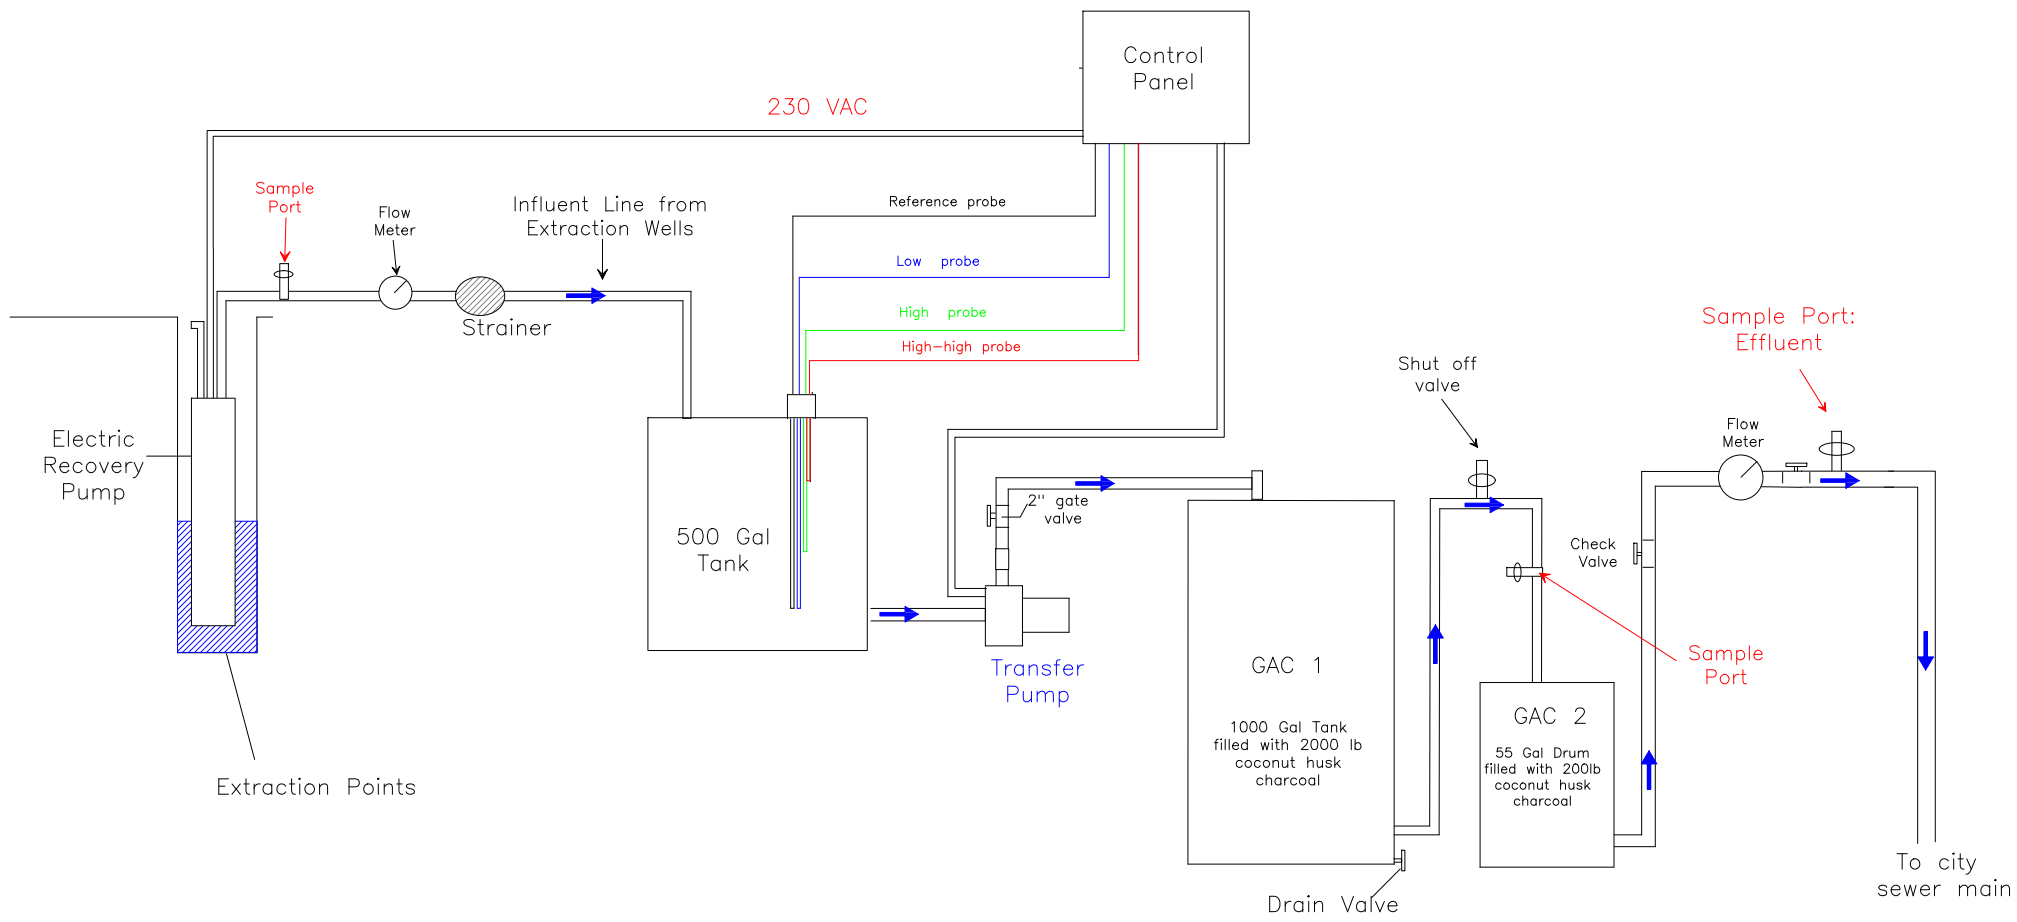 Control
Panel
230 VAC
Sample
Port
Flow
Meter
Influent Line from
Extraction Wells
Reference probe
Low probe
High probe
High-high probe
Strainer
Sample Port:
Effluent
Shut off
valve
Flow
Meter
Electric
Recovery
Pump
500 Gal
Tank
2" gate
valve
Check
Valve
Transfer
Pump
GAC 1
1000 Gal Tank
filled with 2000 lb
coconut husk
charcoal
Sample
Port
GAC 2
55 Gal Drum
filled with 200lb
coconut husk
charcoal
Extraction Points
Drain Valve
To city
sewer main